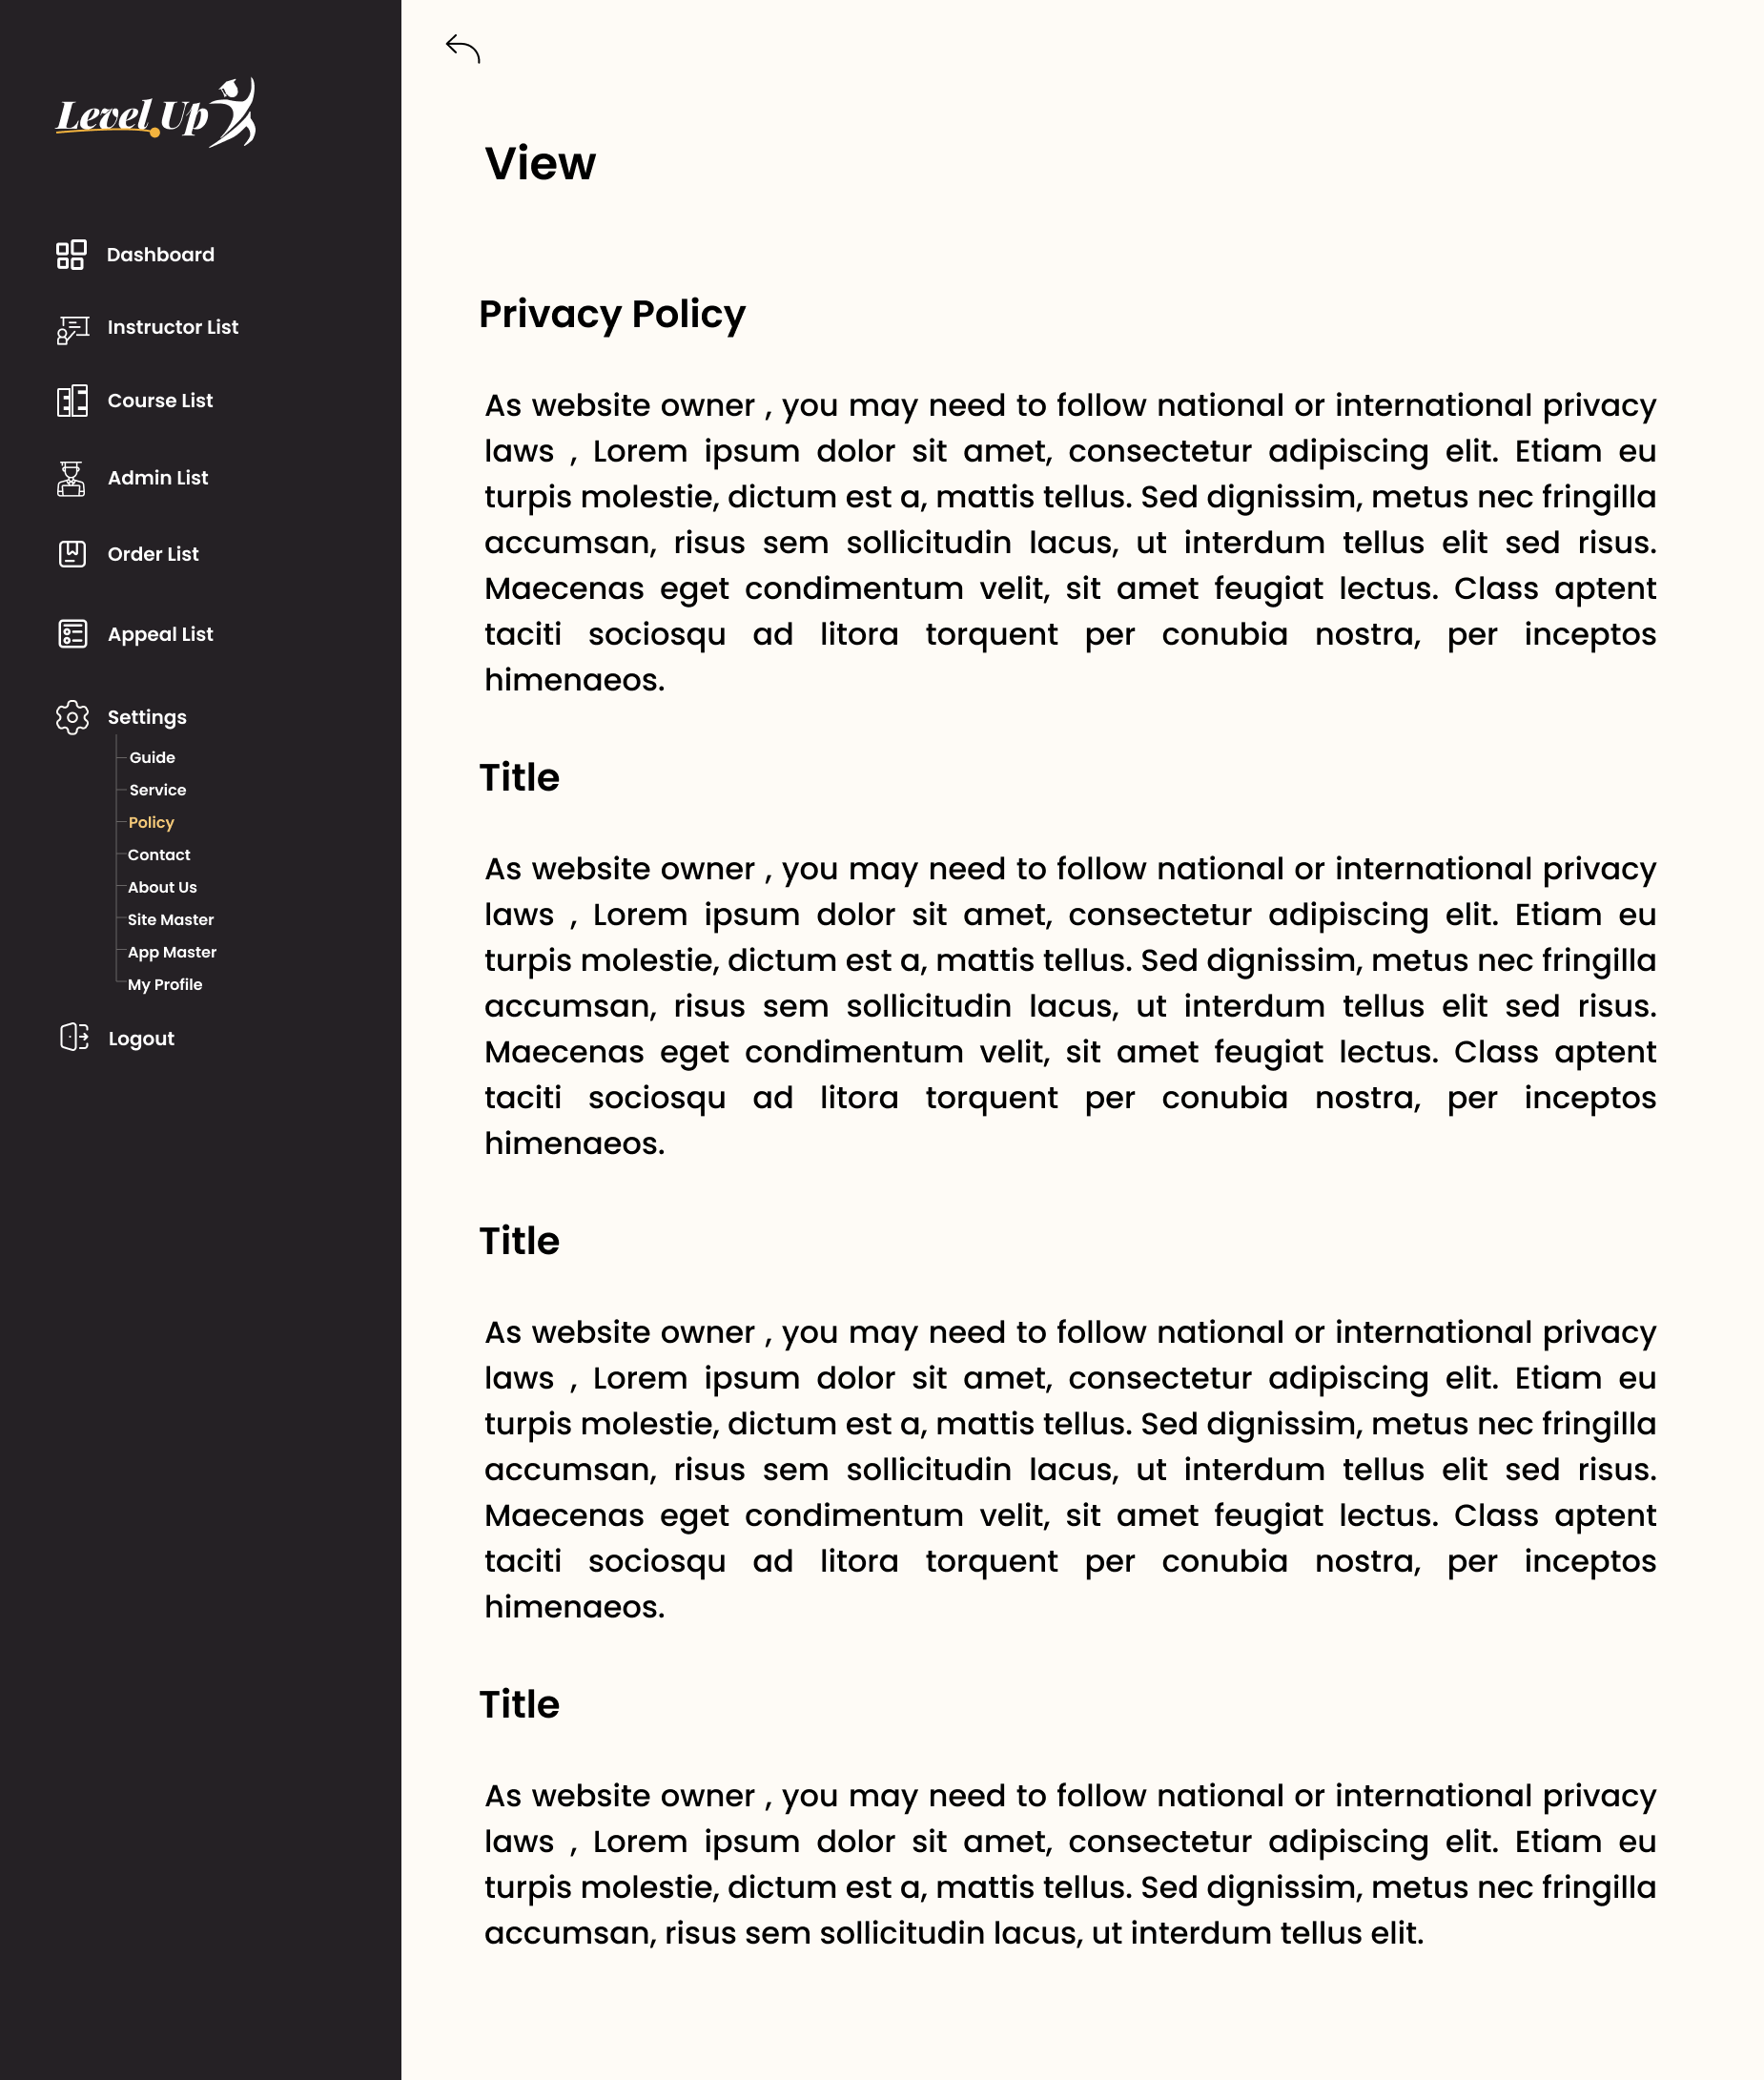 Level Up
Dashboard
Instructor List
Course List
Admin List
Order List
Appeal List
Settings
Guide
Service
Policy
Contact
About Us
Site Master
App Master
My Profile
Logout
View
Privacy Policy
As website owner , you may need to follow national or international privacy
laws , Lorem ipsum dolor sit amet, consectetur adipiscing elit. Etiam eu
turpis molestie, dictum est a, mattis tellus. Sed dignissim, metus nec fringilla
accumsan, risus sem sollicitudin lacus, ut interdum tellus elit sed risus.
Maecenas eget condimentum velit, sit amet feugiat lectus. Class aptent
taciti sociosqu ad litora torquent per conubia nostra, per inceptos
himenaeos.
Title
As website owner , you may need to follow national or international privacy
laws , Lorem ipsum dolor sit amet, consectetur adipiscing elit. Etiam eu
turpis molestie, dictum est a, mattis tellus. Sed dignissim, metus nec fringilla
accumsan, risus sem sollicitudin lacus, ut interdum tellus elit sed risus.
Maecenas eget condimentum velit, sit amet feugiat lectus. Class aptent
taciti sociosqu ad litora torquent per conubia nostra, per inceptos
himenaeos.
Title
As website owner , you may need to follow national or international privacy
laws , Lorem ipsum dolor sit amet, consectetur adipiscing elit. Etiam eu
turpis molestie, dictum est a, mattis tellus. Sed dignissim, metus nec fringilla
accumsan, risus sem sollicitudin lacus, ut interdum tellus elit sed risus.
Maecenas eget condimentum velit, sit amet feugiat lectus. Class aptent
taciti sociosqu ad litora torquent per conubia nostra, per inceptos
himenaeos.
Title
As website owner , you may need to follow national or international privacy
laws , Lorem ipsum dolor sit amet, consectetur adipiscing elit. Etiam eu
turpis molestie, dictum est a, mattis tellus. Sed dignissim, metus nec fringilla
accumsan, risus sem sollicitudin lacus, ut interdum tellus elit.